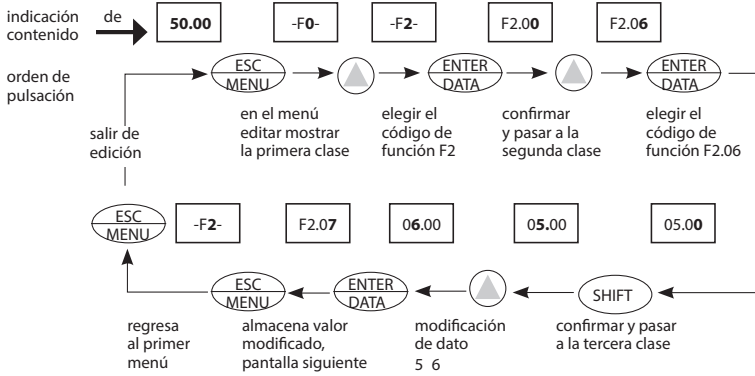 indicación de
contenido
50.00 -F0- -F2- F2.00 F2.06
orden de
pulsación
ESC
MENU
ENTER
DATA
ENTER
DATA
en el menú
editar mostrar
la primera clase
elegir el
código de
función F2
confirmar
y pasar a la
segunda clase
elegir el
código de
función F2.06
salir de
edición
ESC
MENU
-F2- F2.07 06.00 05.00 05.00
ESC
MENU
ENTER
DATA
SHIFT
regresa
al primer
menú
almacena valor
modificado,
pantalla siguiente
modificación
de dato
5 6
confirmar y pasar
a la tercera clase